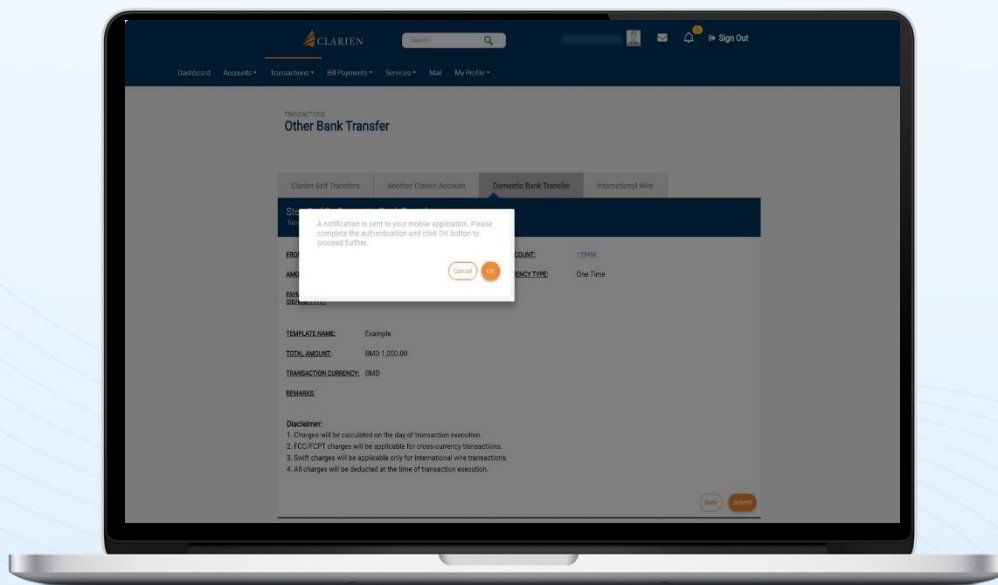 CLARIEN
Search
1
Sign Out
Dashboard Accounts Transactions Bill Payments Services Mail My Profile
TRANSACTIONS
Other Bank Transfer
Clarien Self Transfers Another Clarien Account Domestic Bank Transfer International Wire
A notification is sent to your mobile application. Please
complete the authentication and click OK button to
proceed further.
Cancel OK
One Time
TEMPLATE NAME: Example
TOTAL AMOUNT: BMD 1,000.00
TRANSACTION CURRENCY: BMD
REMARKS:
Disclaimer:
1. Charges will be calculated on the day of transaction execution.
2. FCC/FCPT charges will be applicable for cross-currency transactions.
3. Swift charges will be applicable only for international wire transactions.
4. All charges will be deducted at the time of transaction execution.
Back Submit